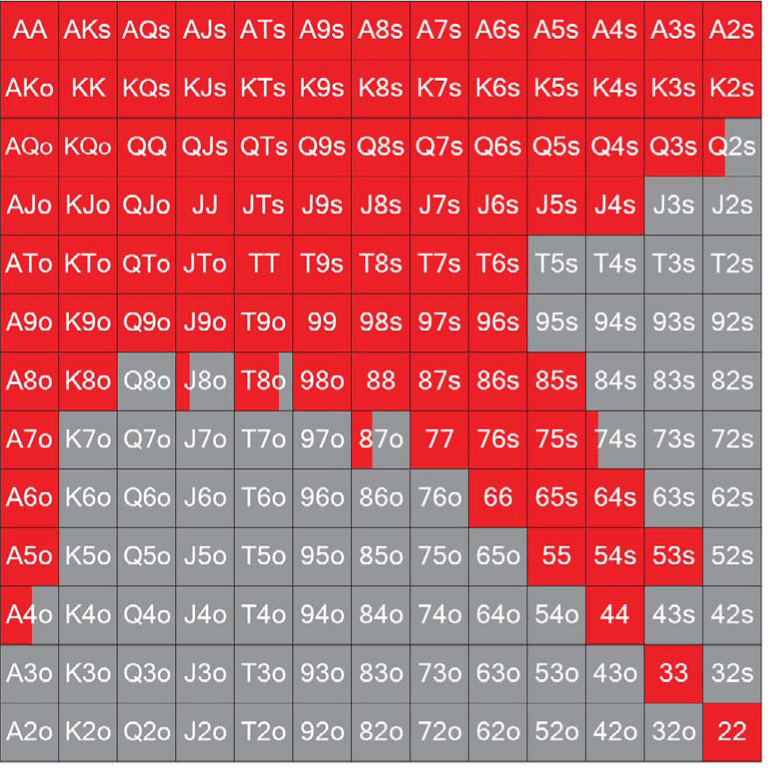 AA AKs AQs AJs ATs A9s A8s A7s A6s A5s A4s A3s A2s
AKo KK KQs KJs KTs K9s K8s K7s K6s K5s K4s K3s K2s
AQo KQo QQ QJs QTs Q9s Q8s Q7s Q6s Q5s Q4s Q3s Q2s
AJo KJo QJo JJ JTs J9s J8s J7s J6s J5s J4s J3s J2s
ATo KTo QTo JTo TT T9s T8s T7s T6s T5s T4s T3s T2s
A9o K9o Q9o J9o T9o 99 98s 97s 96s 95s 94s 93s 92s
A8o K8o Q8o J8o T8o 98o 88 87s 86s 85s 84s 83s 82s
A7o K7o Q7o J7o T7o 97o 87o 77 76s 75s 74s 73s 72s
A6o K6o Q6o J6o T6o 96o 86o 76o 66 65s 64s 63s 62s
A5o K5o Q5o J5o T5o 95o 85o 75o 65o 55 54s 53s 52s
A4o K4o Q4o J4o T4o 94o 84o 74o 64o 54o 44 43s 42s
A3o K3o Q3o J3o T3o 93o 83o 73o 63o 53o 43o 33 32s
A2o K2o Q2o J2o T2o 92o 82o 72o 62o 52o 42o 32o 22